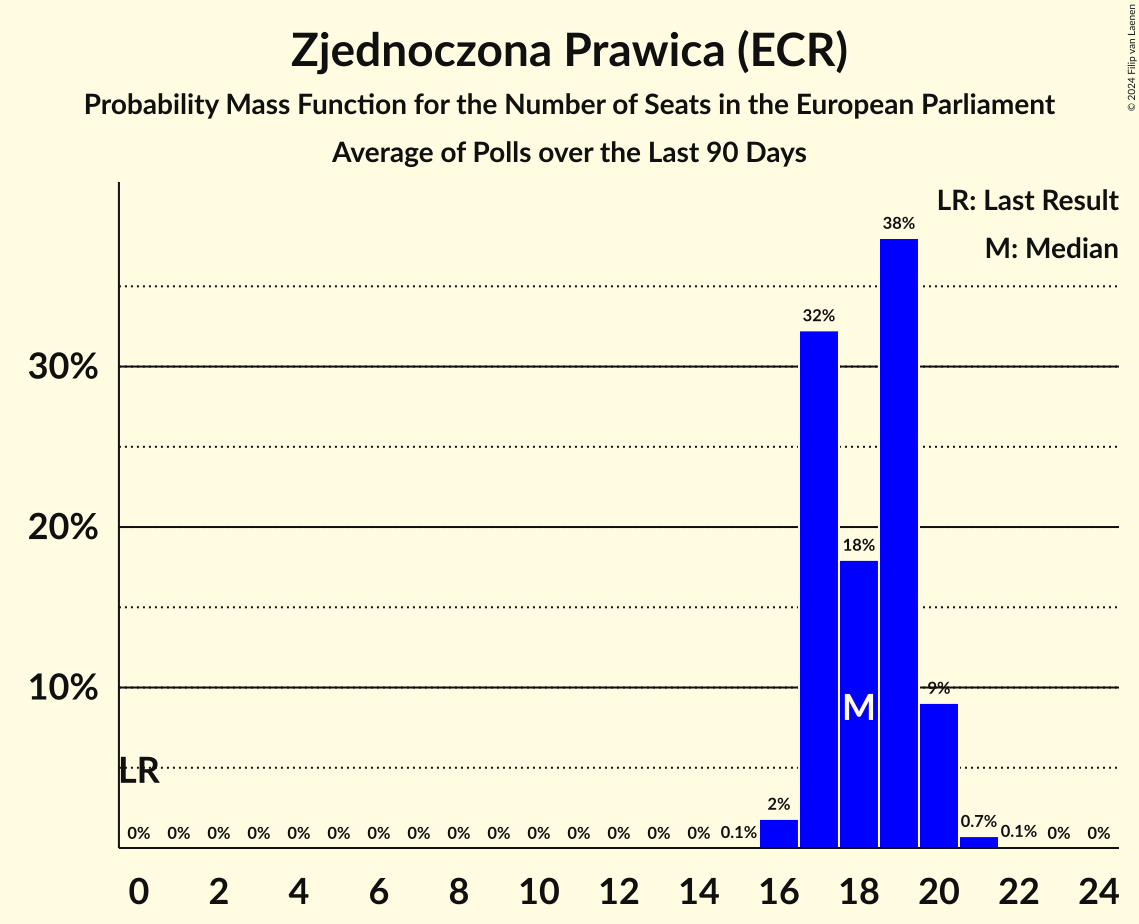 Zjednoczona Prawica (ECR)
Probability Mass Function for the Number of Seats in the European Parliament
Average of Polls over the Last 90 Days
© 2024 Filip van Laenen
LR: Last Result
M: Median
38%
32%
30%
20%
18%
10%
9%
M
LR
2%
0% 0% 0% 0% 0% 0% 0% 0% 0% 0% 0% 0% 0% 0% 0% 0.1% 0.7% 0.1% 0% 0%
0 2 4 6 8 10 12 14 16 18 20 22 24